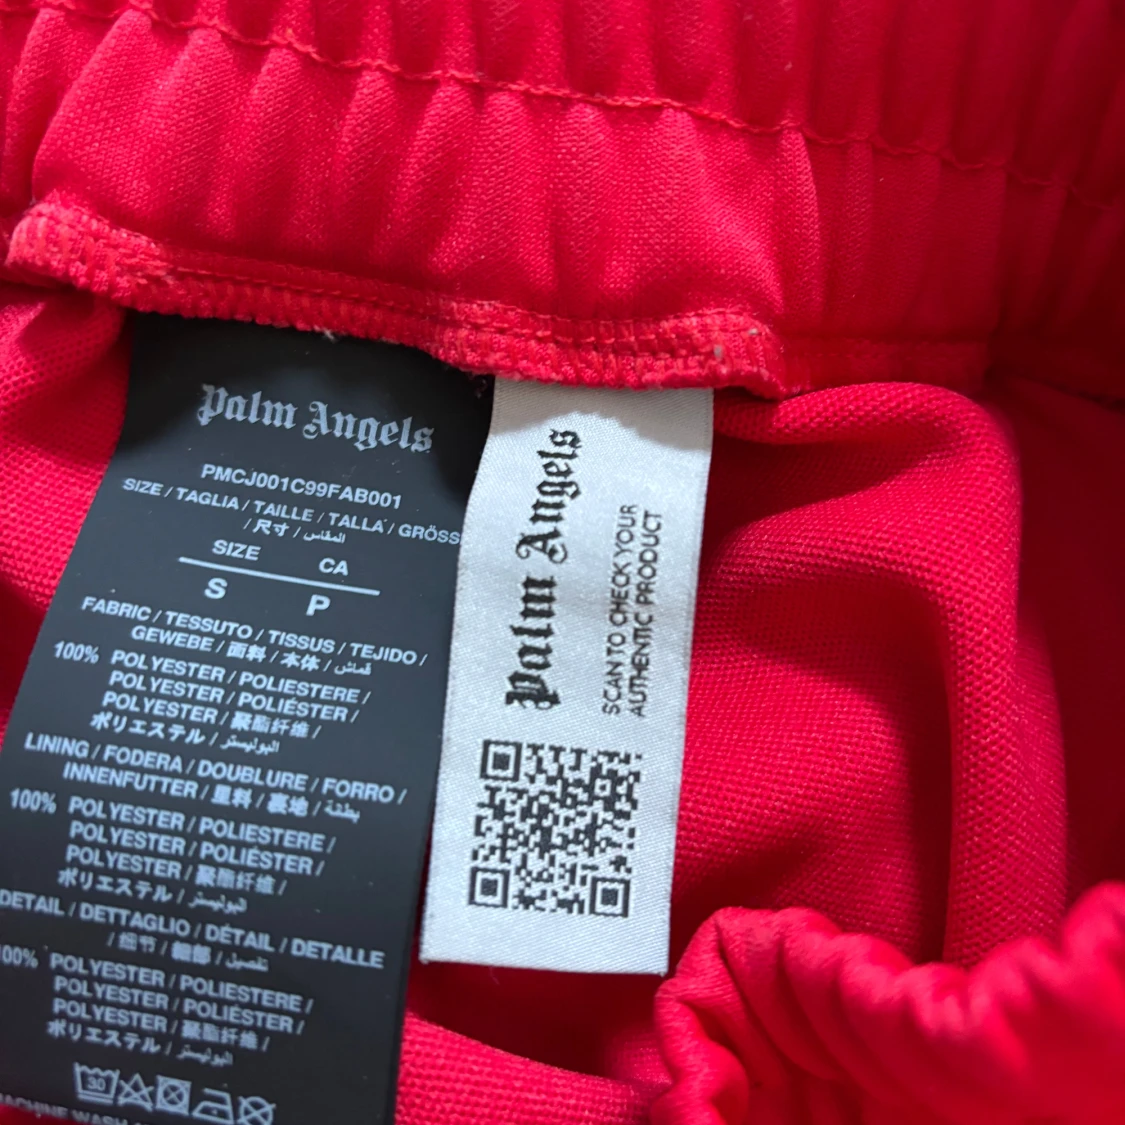 Palm Angels
PMCJ001C99FAB001
SIZE / TAGLIA / TAILLE / TALLA / GRÖSS
/ 尺寸 / المقاس
SIZE CA
S P
FABRIC / TESSUTO / TISSUS / TEJIDO /
GEWEBE / 面料 / 本体 / قماش
100% POLYESTER / POLIESTERE /
POLYESTER / POLIÉSTER /
POLYESTER / 聚酯纤维 /
ポリエステル / البوليستر
LINING / FODERA / DOUBLURE / FORRO /
INNENFUTTER / 里料 / 裏地 / بطنة
100% POLYESTER / POLIESTERE /
POLYESTER / POLIÉSTER /
POLYESTER / 聚酯纤维 /
ポリエステル / البوليستر
DETAIL / DETTAGLIO / DÉTAIL / DETALLE
/ 细节 / 細部 / تفصيل
100% POLYESTER / POLIESTERE /
POLYESTER / POLIÉSTER /
POLYESTER / 聚酯纤维 /
ポリエステル / البوليستر
30
MACHINE WASH
Palm Angels
SCAN TO CHECK YOUR
AUTHENTIC PRODUCT